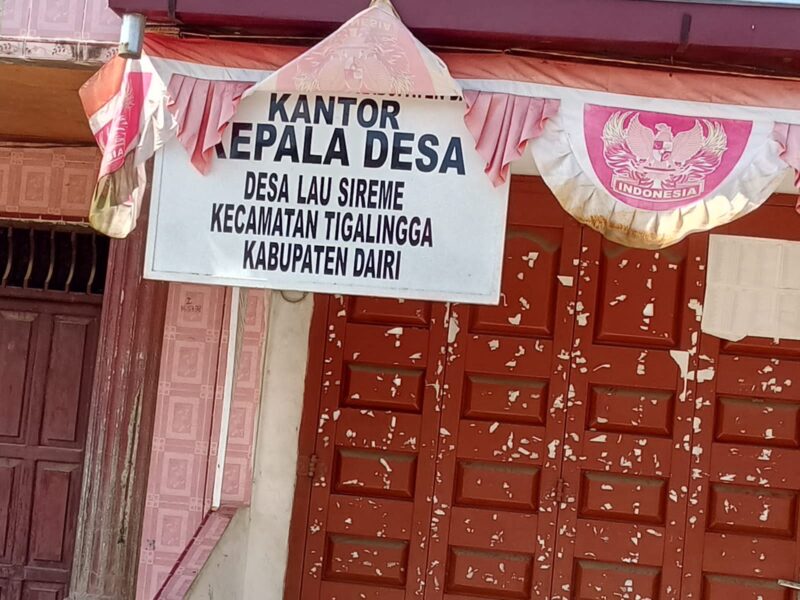 KANTOR
KEPALA DESA
DESA LAU SIREME
KECAMATAN TIGALINGGA
KABUPATEN DAIRI
INDONESIA